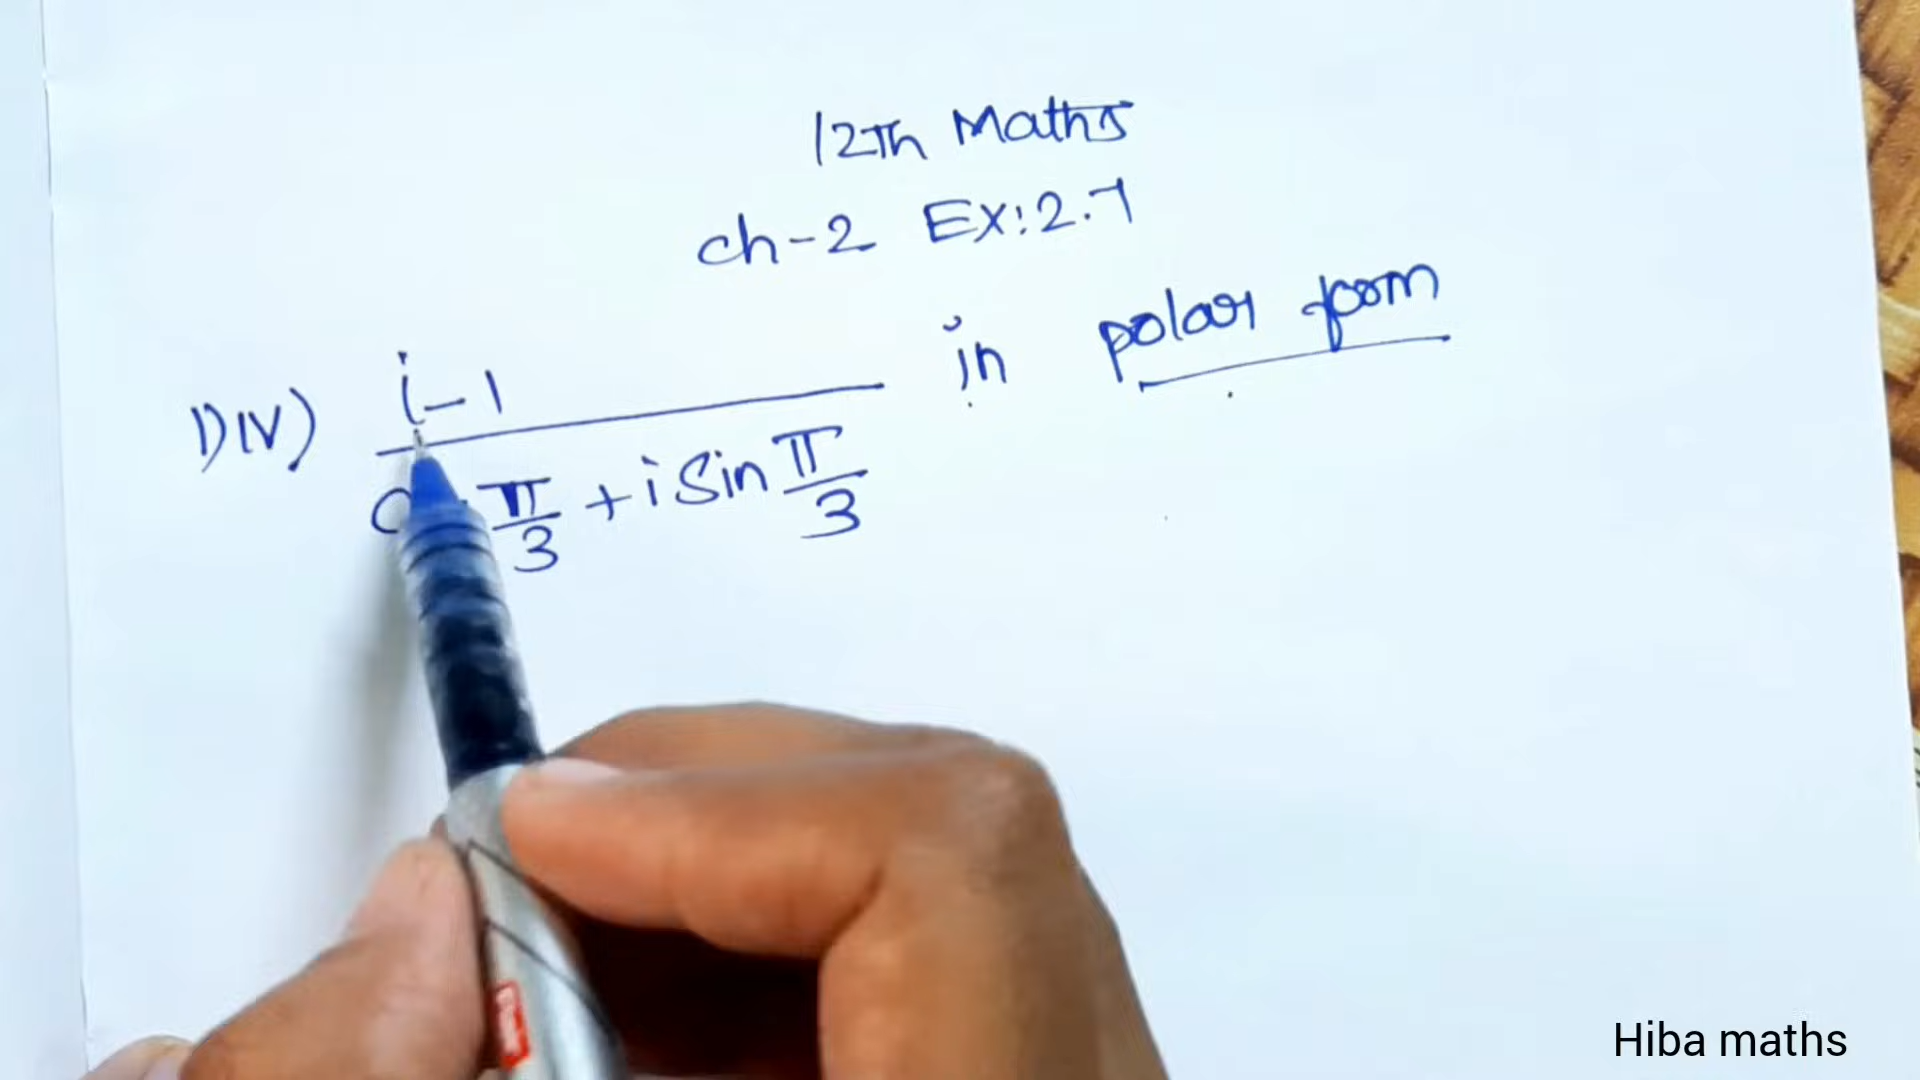 12Th Maths
ch-2 Ex:2.7
1)(IV) i-1 / π/3 + i Sin π/3 in polar form
Hiba maths